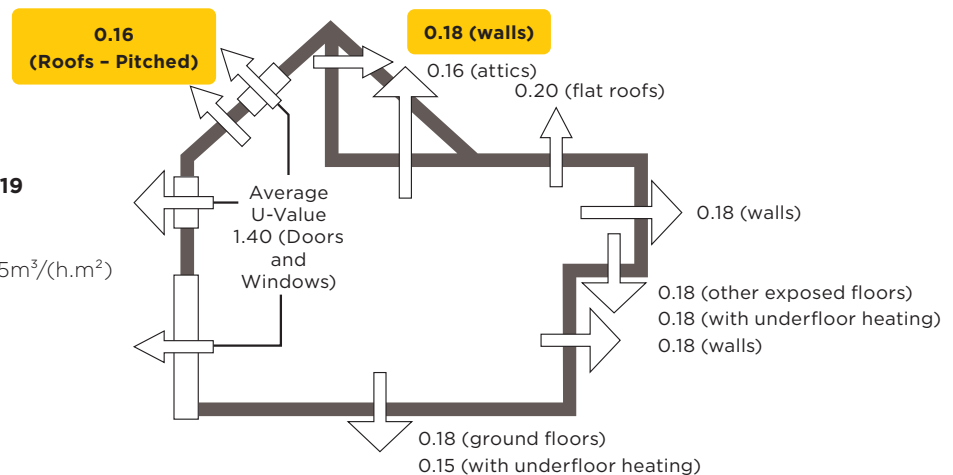 0.16
(Roofs – Pitched)
0.18 (walls)
0.16 (attics)
0.20 (flat roofs)
19
Average
U-Value
1.40 (Doors
and
Windows)
0.18 (walls)
5m³/(h.m²)
0.18 (other exposed floors)
0.18 (with underfloor heating)
0.18 (walls)
0.18 (ground floors)
0.15 (with underfloor heating)